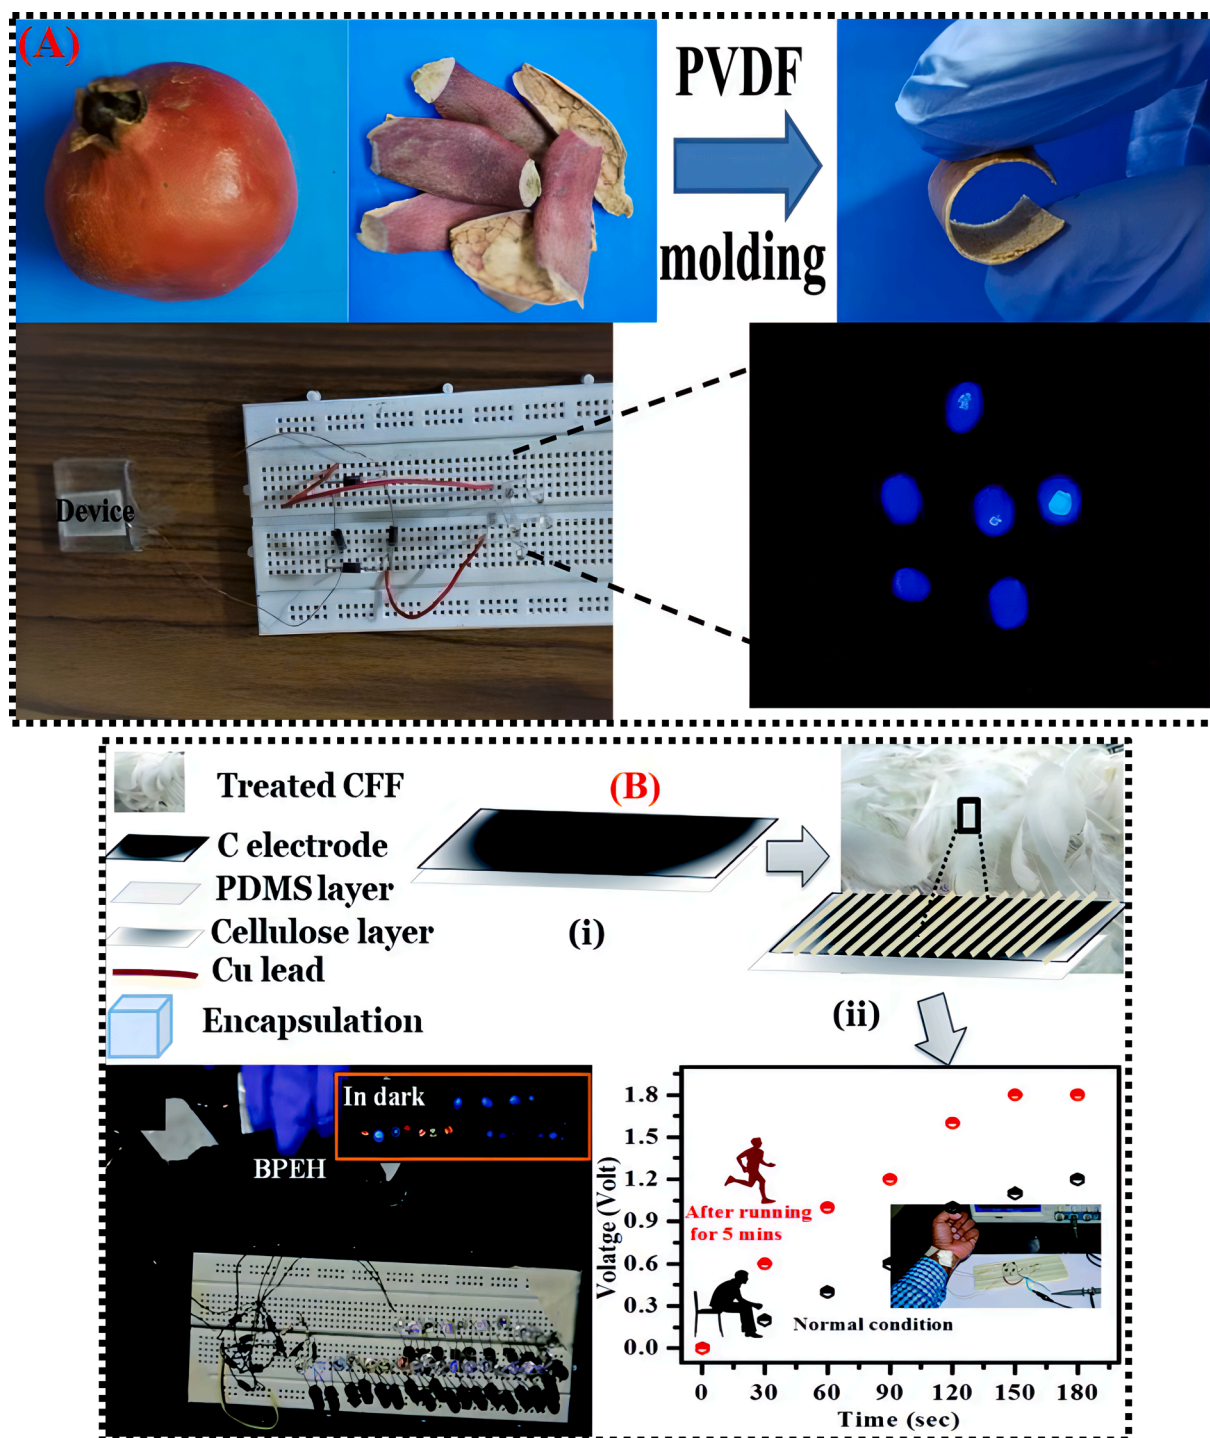 (A)
PVDF
molding
Device
Treated CFF
(B)
C electrode
PDMS layer
Cellulose layer
Cu lead
Encapsulation
(i)
(ii)
In dark
BPEH
Volatge (Volt)
1.8
1.5
1.2
0.9
0.6
0.3
0.0
After running
for 5 mins
Normal condition
0 30 60 90 120 150 180
Time (sec)